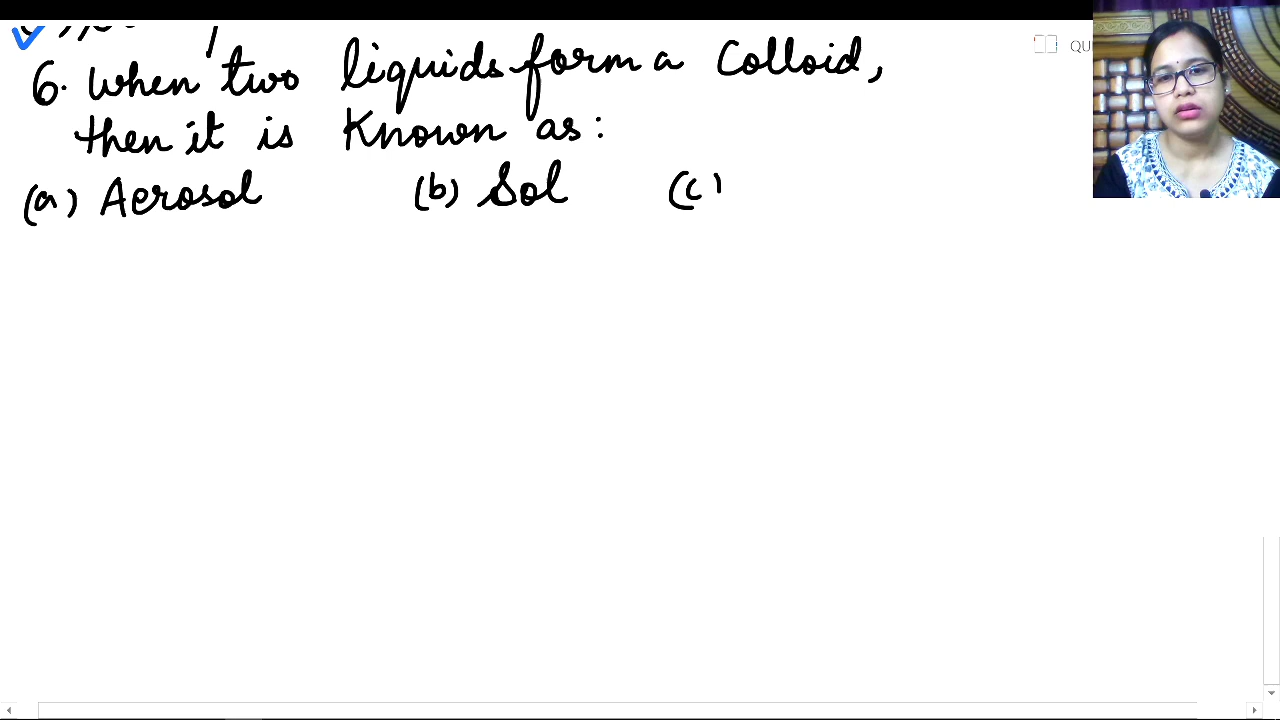 6. When two liquids form a Colloid,
then it is Known as:
(a) Aerosol (b) Sol (c)